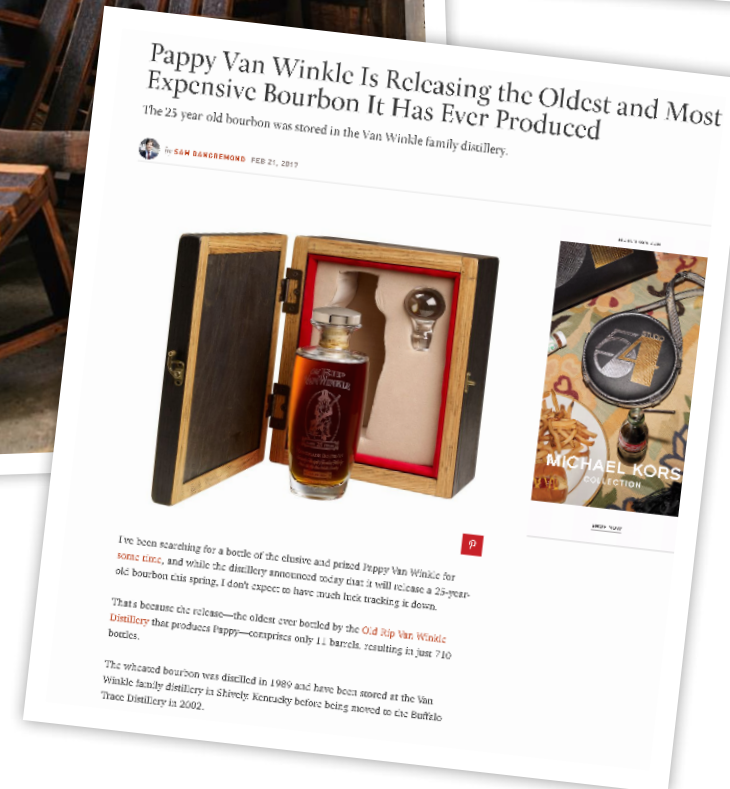 Pappy Van Winkle Is Releasing the Oldest and Most
Expensive Bourbon It Has Ever Produced
The 25 year old bourbon was stored in the Van Winkle family distillery.
by SAM DANGREMOND FEB 21, 2017
VAN WINKLE
STUDIO
54
MICHAEL KORS
COLLECTION
SHOP NOW
I've been searching for a bottle of the elusive and prized Pappy Van Winkle for
some time, and while the distillery announced today that it will release a 25-year-
old bourbon this spring, I don't expect to have much luck tracking it down.
That's because the release—the oldest ever bottled by the Old Rip Van Winkle
Distillery that produces Pappy—comprises only 11 barrels, resulting in just 710
bottles.
The wheated bourbon was distilled in 1989 and have been stored at the Van
Winkle family distillery in Shively, Kentucky before being moved to the Buffalo
Trace Distillery in 2002.